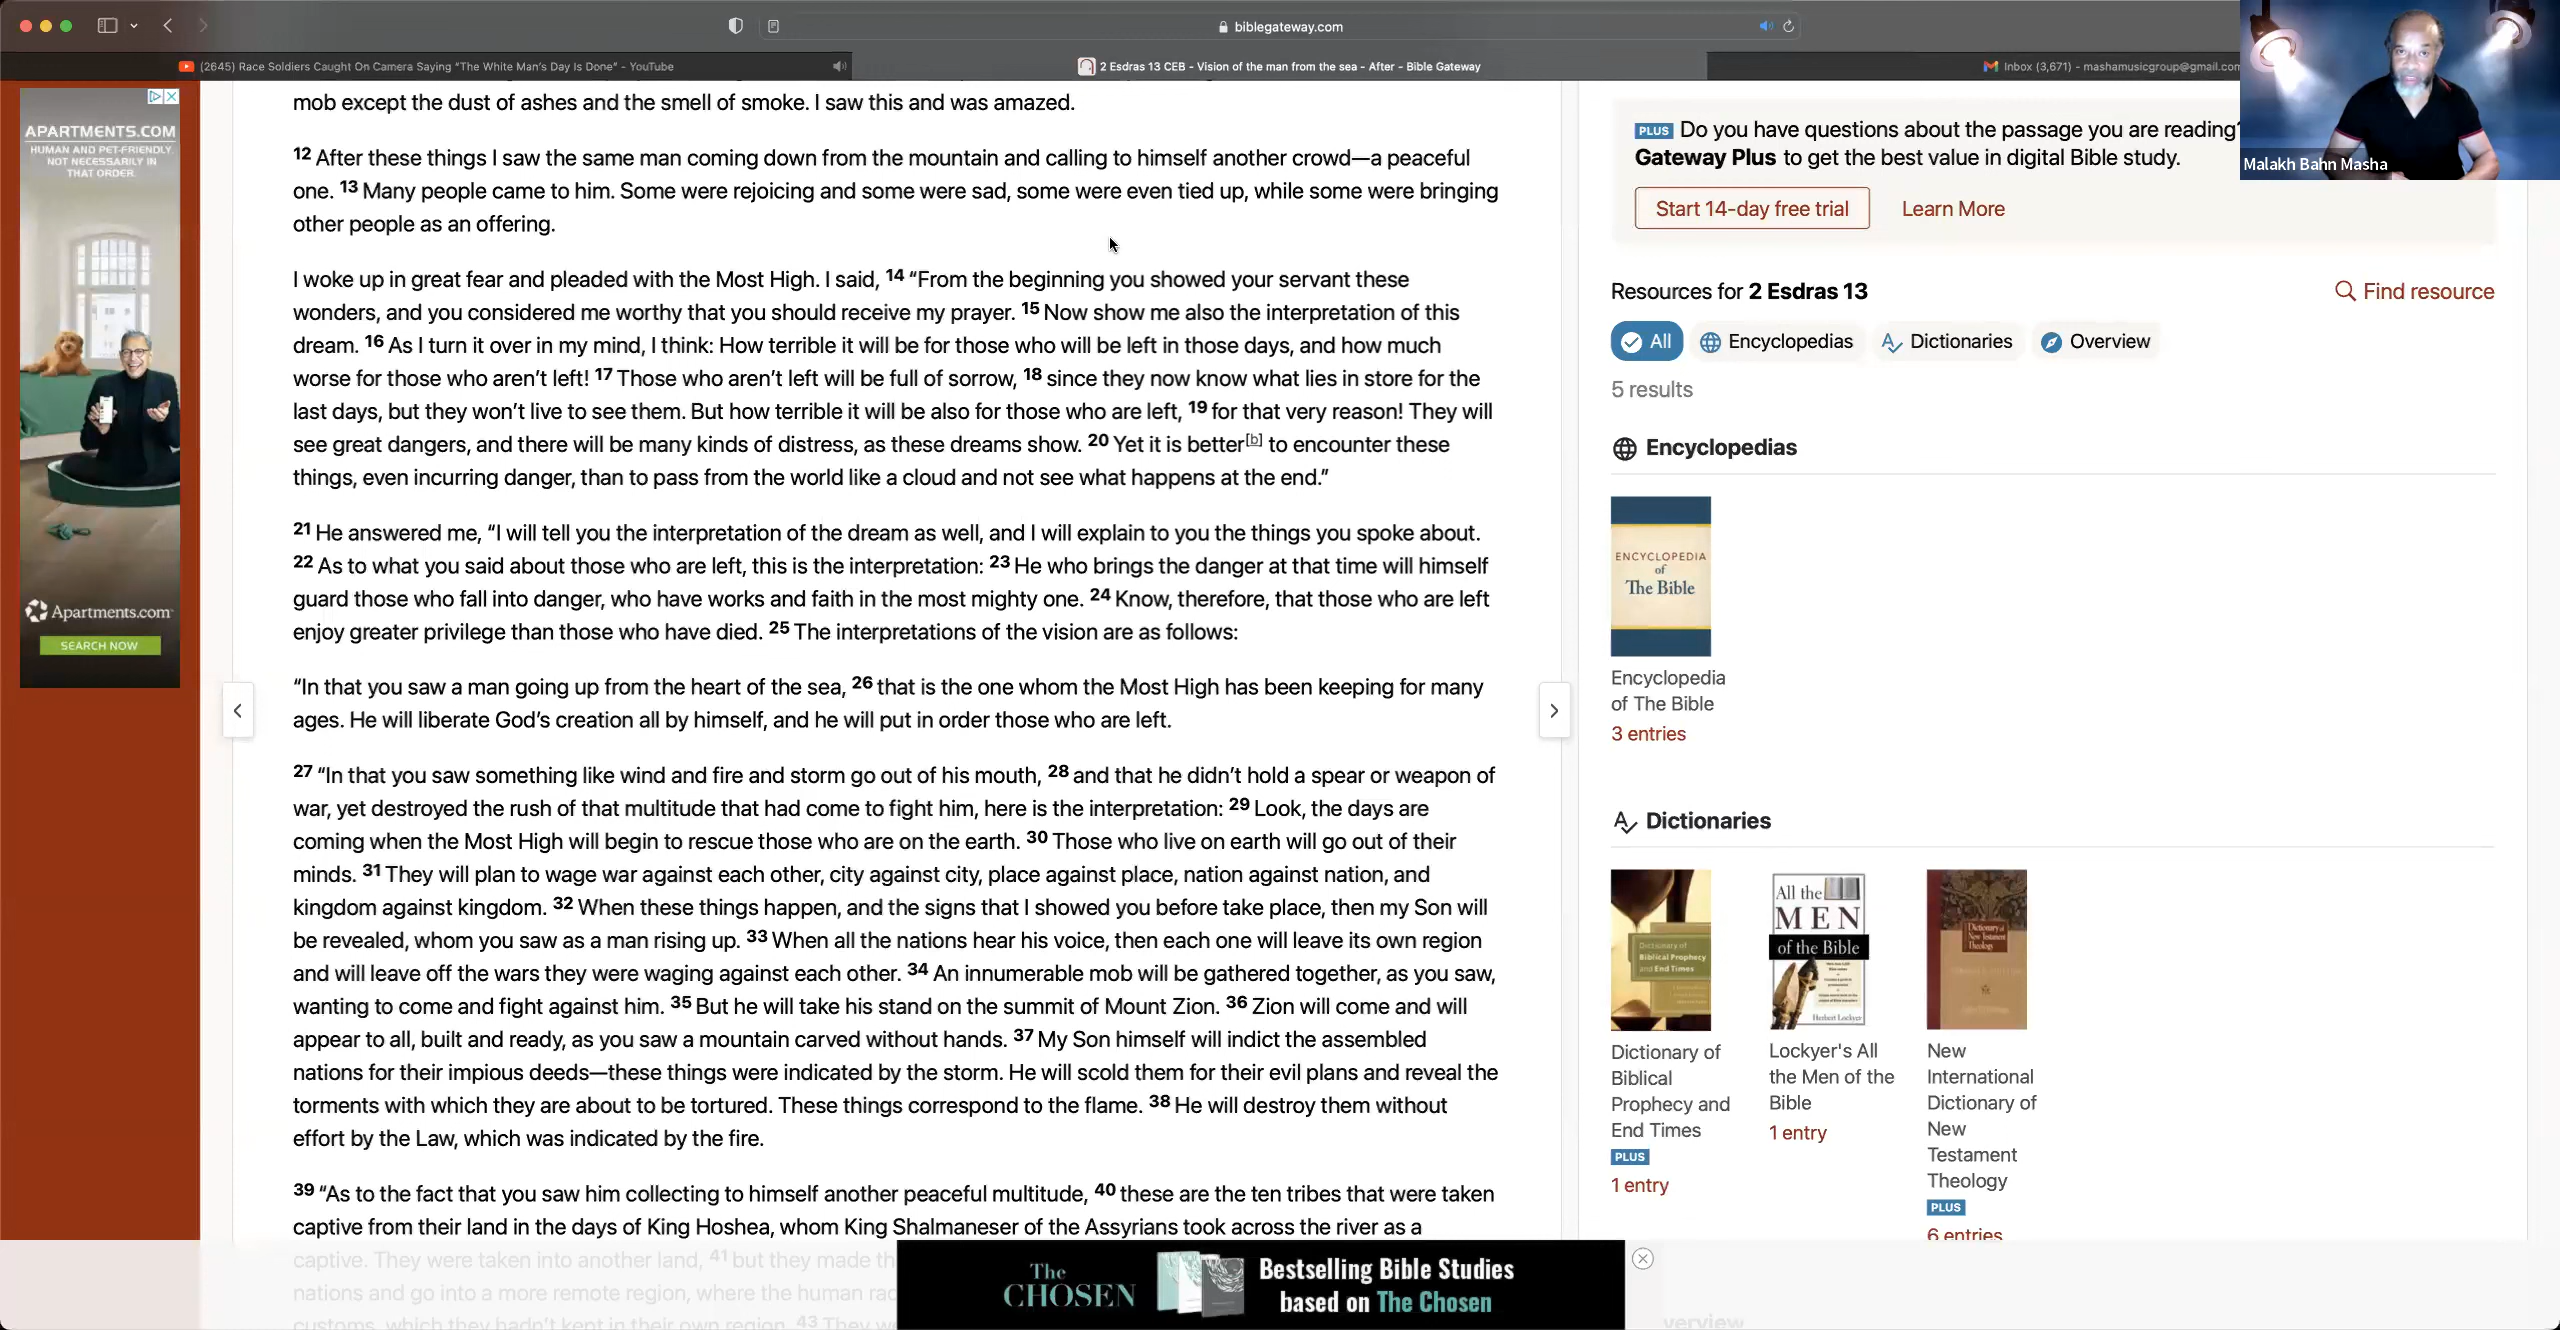 biblegateway.com
(2645) Race Soldiers Caught On Camera Saying "The White Man's Day Is Done" - YouTube
2 Esdras 13 CEB - Vision of the man from the sea - After - Bible Gateway
Inbox (3,671) - mashamusicgroup@gmail.com
Malakh Bahn Masha
APARTMENTS.COM
HUMAN AND PET-FRIENDLY.
NOT NECESSARILY IN
THAT ORDER.
Apartments.com
SEARCH NOW
mob except the dust of ashes and the smell of smoke. I saw this and was amazed.
12 After these things I saw the same man coming down from the mountain and calling to himself another crowd—a peaceful
one. 13 Many people came to him. Some were rejoicing and some were sad, some were even tied up, while some were bringing
other people as an offering.
I woke up in great fear and pleaded with the Most High. I said, 14 “From the beginning you showed your servant these
wonders, and you considered me worthy that you should receive my prayer. 15 Now show me also the interpretation of this
dream. 16 As I turn it over in my mind, I think: How terrible it will be for those who will be left in those days, and how much
worse for those who aren’t left! 17 Those who aren’t left will be full of sorrow, 18 since they now know what lies in store for the
last days, but they won’t live to see them. But how terrible it will be also for those who are left, 19 for that very reason! They will
see great dangers, and there will be many kinds of distress, as these dreams show. 20 Yet it is better[b] to encounter these
things, even incurring danger, than to pass from the world like a cloud and not see what happens at the end.”
21 He answered me, “I will tell you the interpretation of the dream as well, and I will explain to you the things you spoke about.
22 As to what you said about those who are left, this is the interpretation: 23 He who brings the danger at that time will himself
guard those who fall into danger, who have works and faith in the most mighty one. 24 Know, therefore, that those who are left
enjoy greater privilege than those who have died. 25 The interpretations of the vision are as follows:
“In that you saw a man going up from the heart of the sea, 26 that is the one whom the Most High has been keeping for many
ages. He will liberate God’s creation all by himself, and he will put in order those who are left.
27 “In that you saw something like wind and fire and storm go out of his mouth, 28 and that he didn’t hold a spear or weapon of
war, yet destroyed the rush of that multitude that had come to fight him, here is the interpretation: 29 Look, the days are
coming when the Most High will begin to rescue those who are on the earth. 30 Those who live on earth will go out of their
minds. 31 They will plan to wage war against each other, city against city, place against place, nation against nation, and
kingdom against kingdom. 32 When these things happen, and the signs that I showed you before take place, then my Son will
be revealed, whom you saw as a man rising up. 33 When all the nations hear his voice, then each one will leave its own region
and will leave off the wars they were waging against each other. 34 An innumerable mob will be gathered together, as you saw,
wanting to come and fight against him. 35 But he will take his stand on the summit of Mount Zion. 36 Zion will come and will
appear to all, built and ready, as you saw a mountain carved without hands. 37 My Son himself will indict the assembled
nations for their impious deeds—these things were indicated by the storm. He will scold them for their evil plans and reveal the
torments with which they are about to be tortured. These things correspond to the flame. 38 He will destroy them without
effort by the Law, which was indicated by the fire.
39 “As to the fact that you saw him collecting to himself another peaceful multitude, 40 these are the ten tribes that were taken
captive from their land in the days of King Hoshea, whom King Shalmaneser of the Assyrians took across the river as a
captive. They were taken into another land, 41 but they made th
nations and go into a more remote region, where the human rac
customs, which they hadn’t kept in their own region. 43 They we
PLUS Do you have questions about the passage you are reading?
Gateway Plus to get the best value in digital Bible study.
Start 14-day free trial
Learn More
Resources for 2 Esdras 13
Find resource
All
Encyclopedias
Dictionaries
Overview
5 results
Encyclopedias
ENCYCLOPEDIA
of
The Bible
Encyclopedia
of The Bible
3 entries
Dictionaries
Dictionary of
Biblical Prophecy
and End Times
All the
MEN
of the Bible
Herbert Lockyer
Dictionary of
New Testament
Theology
Dictionary of
Biblical
Prophecy and
End Times
PLUS
1 entry
Lockyer's All
the Men of the
Bible
1 entry
New
International
Dictionary of
New
Testament
Theology
PLUS
6 entries
verview
The
CHOSEN
Bestselling Bible Studies
based on The Chosen